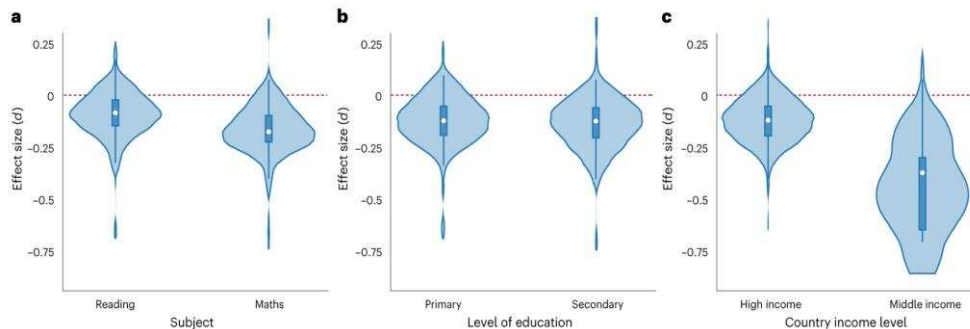 a
Effect size (d)
0.25
0
−0.25
−0.5
−0.75
Reading
Maths
Subject
b
Effect size (d)
0.25
0
−0.25
−0.5
−0.75
Primary
Secondary
Level of education
c
Effect size (d)
0.25
0
−0.25
−0.5
−0.75
High income
Middle income
Country income level